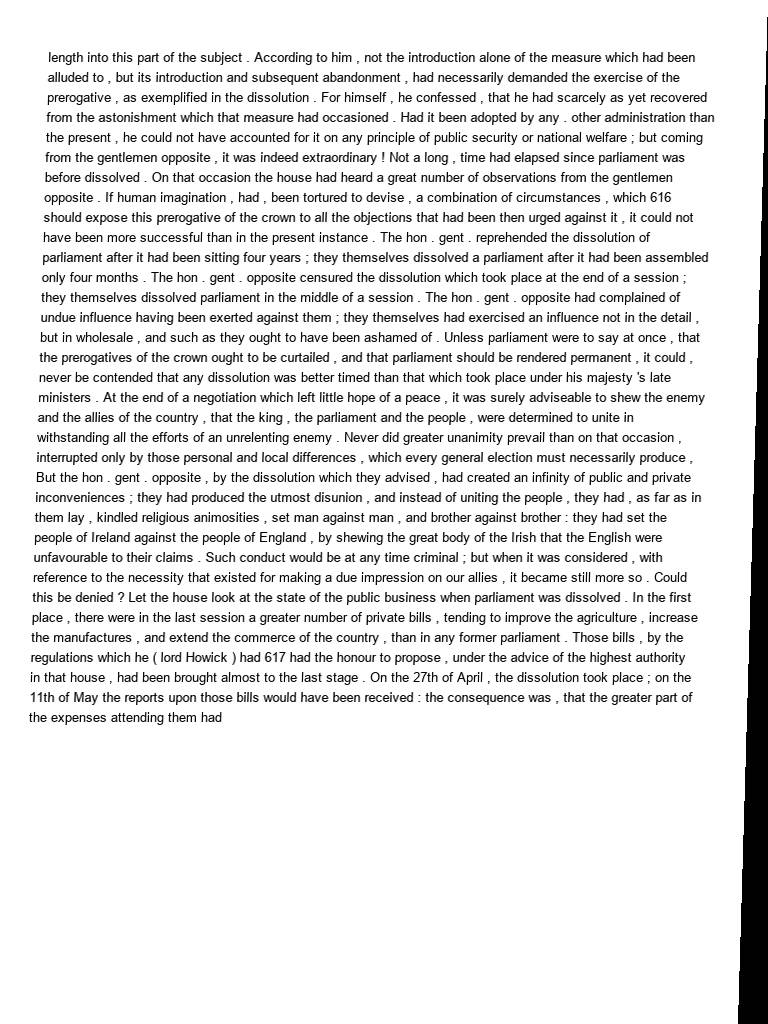 length into this part of the subject . According to him , not the introduction alone of the measure which had been
alluded to , but its introduction and subsequent abandonment , had necessarily demanded the exercise of the
prerogative , as exemplified in the dissolution . For himself , he confessed , that he had scarcely as yet recovered
from the astonishment which that measure had occasioned . Had it been adopted by any . other administration than
the present , he could not have accounted for it on any principle of public security or national welfare ; but coming
from the gentlemen opposite , it was indeed extraordinary ! Not a long , time had elapsed since parliament was
before dissolved . On that occasion the house had heard a great number of observations from the gentlemen
opposite . If human imagination , had , been tortured to devise , a combination of circumstances , which 616
should expose this prerogative of the crown to all the objections that had been then urged against it , it could not
have been more successful than in the present instance . The hon . gent . reprehended the dissolution of
parliament after it had been sitting four years ; they themselves dissolved a parliament after it had been assembled
only four months . The hon . gent . opposite censured the dissolution which took place at the end of a session ;
they themselves dissolved parliament in the middle of a session . The hon . gent . opposite had complained of
undue influence having been exerted against them ; they themselves had exercised an influence not in the detail ,
but in wholesale , and such as they ought to have been ashamed of . Unless parliament were to say at once , that
the prerogatives of the crown ought to be curtailed , and that parliament should be rendered permanent , it could ,
never be contended that any dissolution was better timed than that which took place under his majesty 's late
ministers . At the end of a negotiation which left little hope of a peace , it was surely adviseable to shew the enemy
and the allies of the country , that the king , the parliament and the people , were determined to unite in
withstanding all the efforts of an unrelenting enemy . Never did greater unanimity prevail than on that occasion ,
interrupted only by those personal and local differences , which every general election must necessarily produce ,
But the hon . gent . opposite , by the dissolution which they advised , had created an infinity of public and private
inconveniences ; they had produced the utmost disunion , and instead of uniting the people , they had , as far as in
them lay , kindled religious animosities , set man against man , and brother against brother : they had set the
people of Ireland against the people of England , by shewing the great body of the Irish that the English were
unfavourable to their claims . Such conduct would be at any time criminal ; but when it was considered , with
reference to the necessity that existed for making a due impression on our allies , it became still more so . Could
this be denied ? Let the house look at the state of the public business when parliament was dissolved . In the first
place , there were in the last session a greater number of private bills , tending to improve the agriculture , increase
the manufactures , and extend the commerce of the country , than in any former parliament . Those bills , by the
regulations which he ( lord Howick ) had 617 had the honour to propose , under the advice of the highest authority
in that house , had been brought almost to the last stage . On the 27th of April , the dissolution took place ; on the
11th of May the reports upon those bills would have been received : the consequence was , that the greater part of
the expenses attending them had